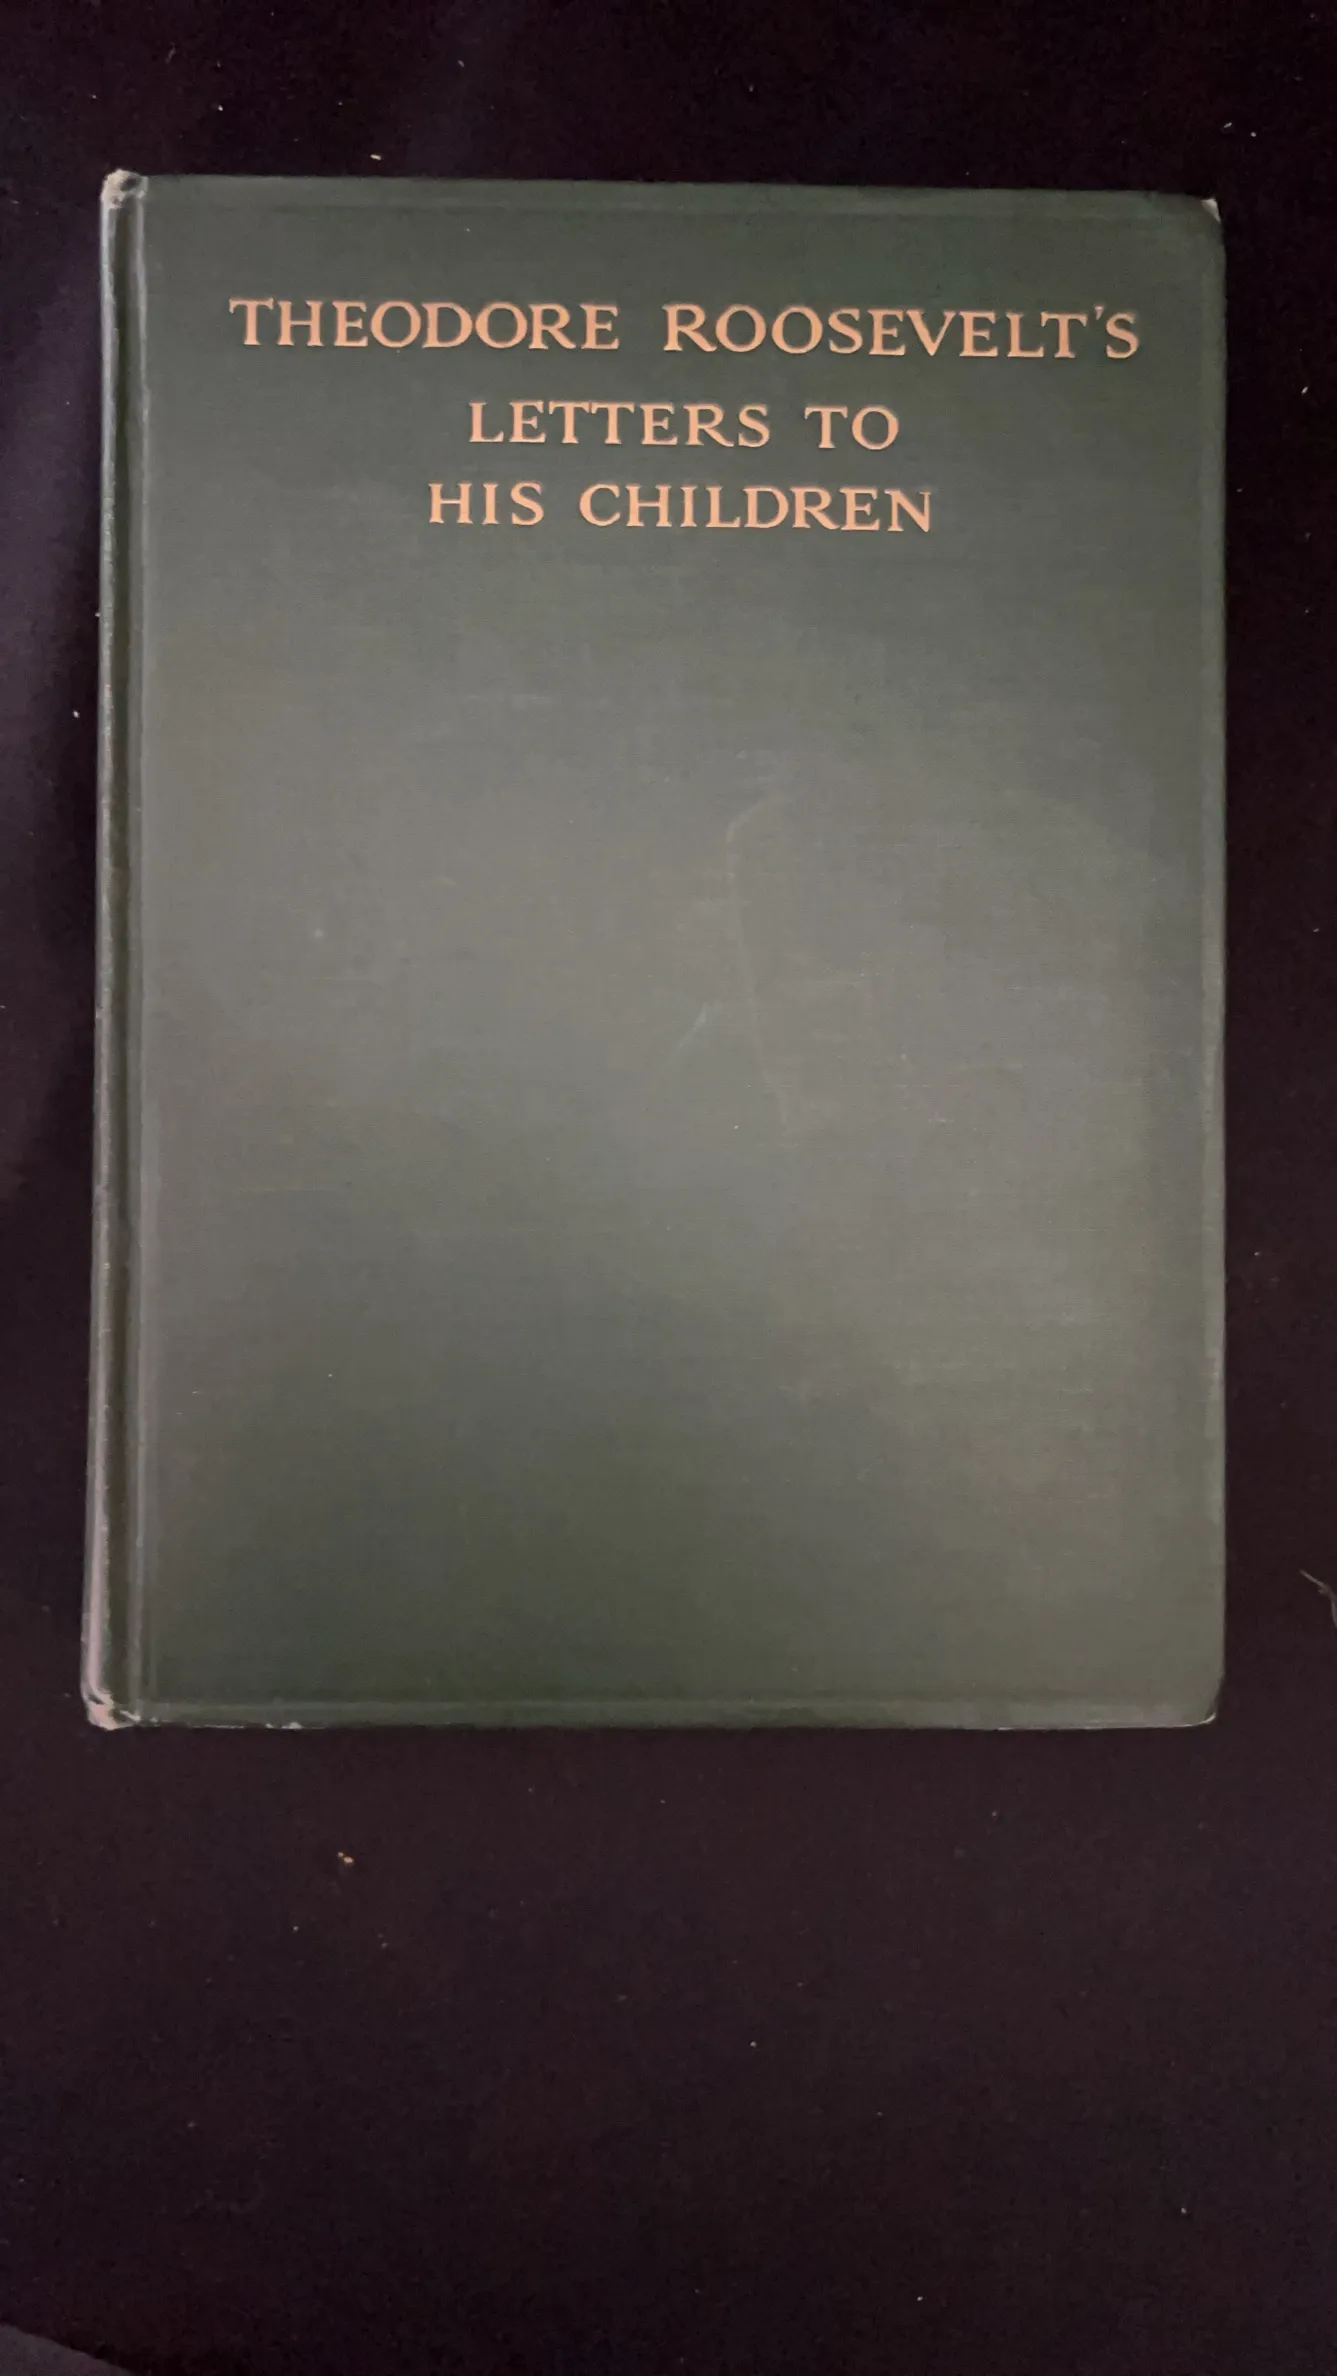 THEODORE ROOSEVELT'S
LETTERS TO
HIS CHILDREN